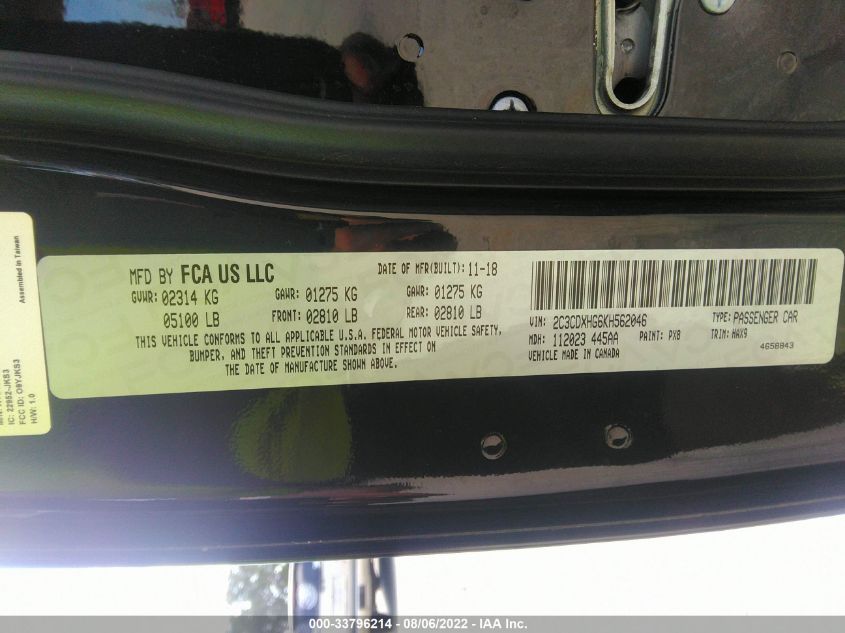 MFD BY FCA US LLC
DATE OF MFR(BUILT): 11-18
GVWR: 02314 KG GAWR: 01275 KG GAWR: 01275 KG
05100 LB FRONT: 02810 LB REAR: 02810 LB
THIS VEHICLE CONFORMS TO ALL APPLICABLE U.S.A. FEDERAL MOTOR VEHICLE SAFETY,
BUMPER, AND THEFT PREVENTION STANDARDS IN EFFECT ON
THE DATE OF MANUFACTURE SHOWN ABOVE.
VIN: 2C3CDXHG6KH562046 TYPE: PASSENGER CAR
MDH: 112023 445AA PAINT: PX8 TRIM: HAX9
VEHICLE MADE IN CANADA
4658843
Assembled in Taiwan
IC: 22952-JKS3
FCC ID: O8YJKS3
H/W: 1.0
000-33796214 - 08/06/2022 - IAA Inc.